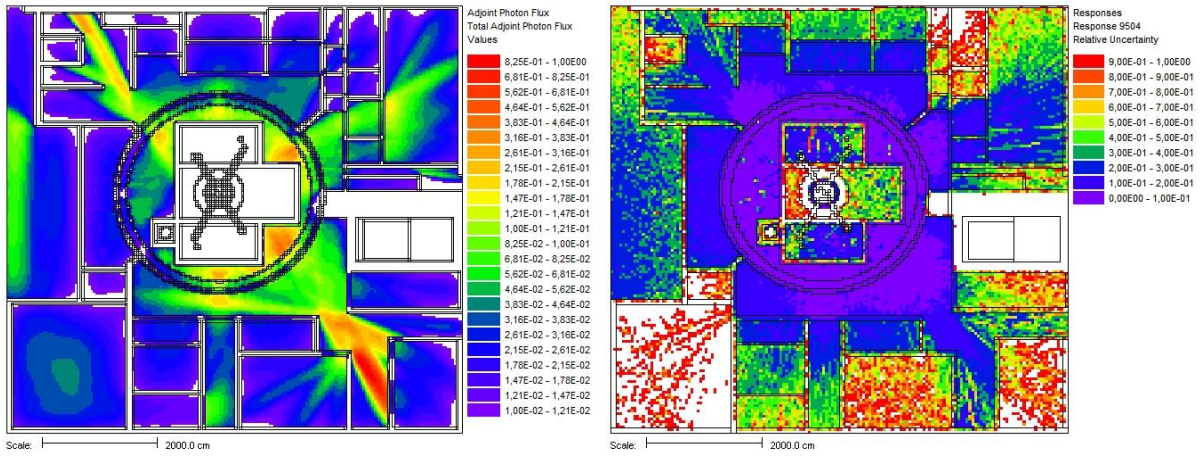 Adjoint Photon Flux
Total Adjoint Photon Flux
Values
8,25E-01 - 1,00E00
6,81E-01 - 8,25E-01
5,62E-01 - 6,81E-01
4,64E-01 - 5,62E-01
3,83E-01 - 4,64E-01
3,16E-01 - 3,83E-01
2,61E-01 - 3,16E-01
2,15E-01 - 2,61E-01
1,78E-01 - 2,15E-01
1,47E-01 - 1,78E-01
1,21E-01 - 1,47E-01
1,00E-01 - 1,21E-01
8,25E-02 - 1,00E-01
6,81E-02 - 8,25E-02
5,62E-02 - 6,81E-02
4,64E-02 - 5,62E-02
3,83E-02 - 4,64E-02
3,16E-02 - 3,83E-02
2,61E-02 - 3,16E-02
2,15E-02 - 2,61E-02
1,78E-02 - 2,15E-02
1,47E-02 - 1,78E-02
1,21E-02 - 1,47E-02
1,00E-02 - 1,21E-02
Scale: 2000.0 cm
Responses
Response 9504
Relative Uncertainty
9,00E-01 - 1,00E00
8,00E-01 - 9,00E-01
7,00E-01 - 8,00E-01
6,00E-01 - 7,00E-01
5,00E-01 - 6,00E-01
4,00E-01 - 5,00E-01
3,00E-01 - 4,00E-01
2,00E-01 - 3,00E-01
1,00E-01 - 2,00E-01
0,00E00 - 1,00E-01
Scale: 2000.0 cm